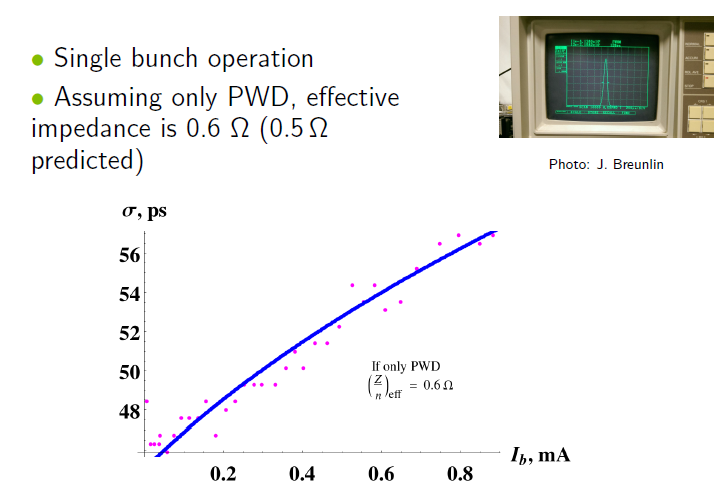 ● Single bunch operation
● Assuming only PWD, effective
impedance is 0.6 Ω (0.5 Ω
predicted)
Photo: J. Breunlin
σ, ps
56
54
52
50
48
If only PWD
(Z/n)eff = 0.6 Ω
0.2 0.4 0.6 0.8
Ib, mA